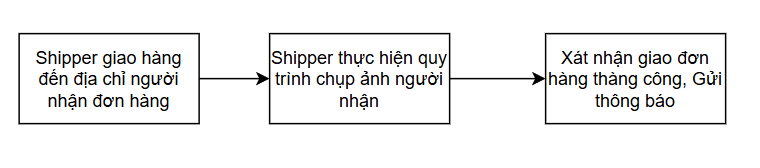 Shipper giao hàng
đến địa chỉ người
nhận đơn hàng
Shipper thực hiện quy
trình chụp ảnh người
nhận
Xát nhận giao đơn
hàng thàng công, Gửi
thông báo